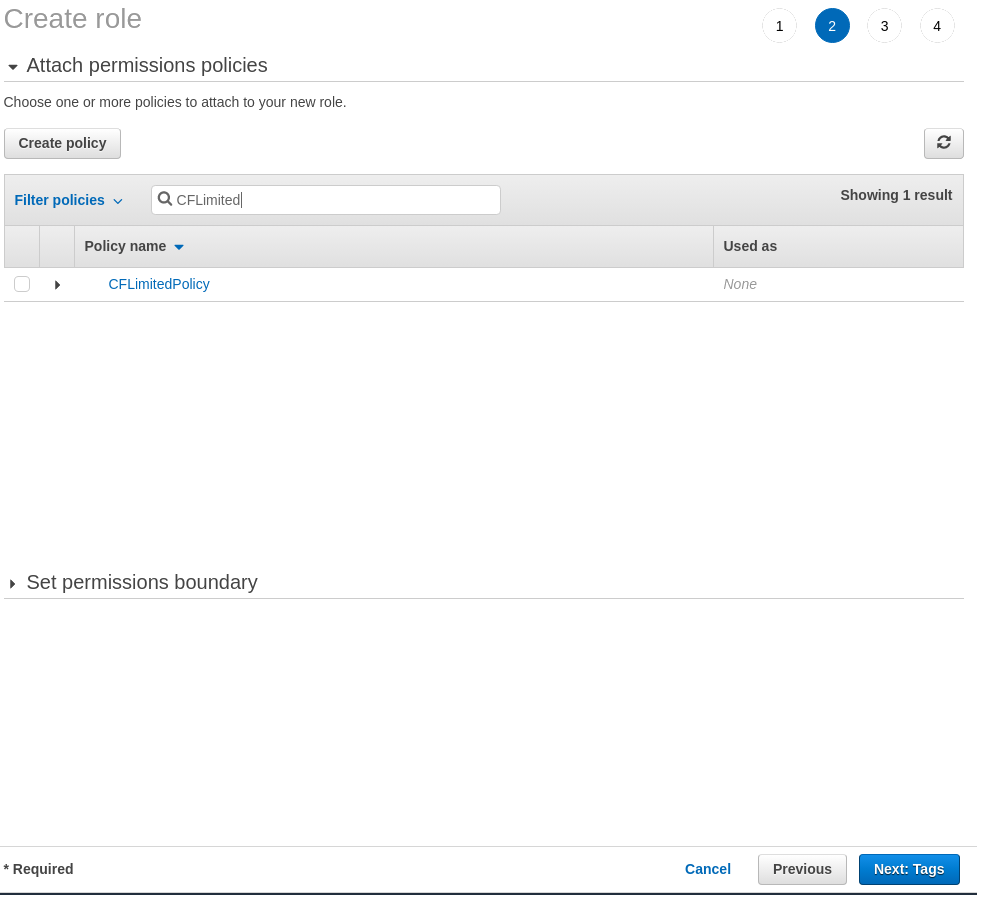 Create role
1 2 3 4
Attach permissions policies
Choose one or more policies to attach to your new role.
Create policy
Filter policies CFLimited Showing 1 result
Policy name Used as
CFLimitedPolicy None
Set permissions boundary
* Required Cancel Previous Next: Tags